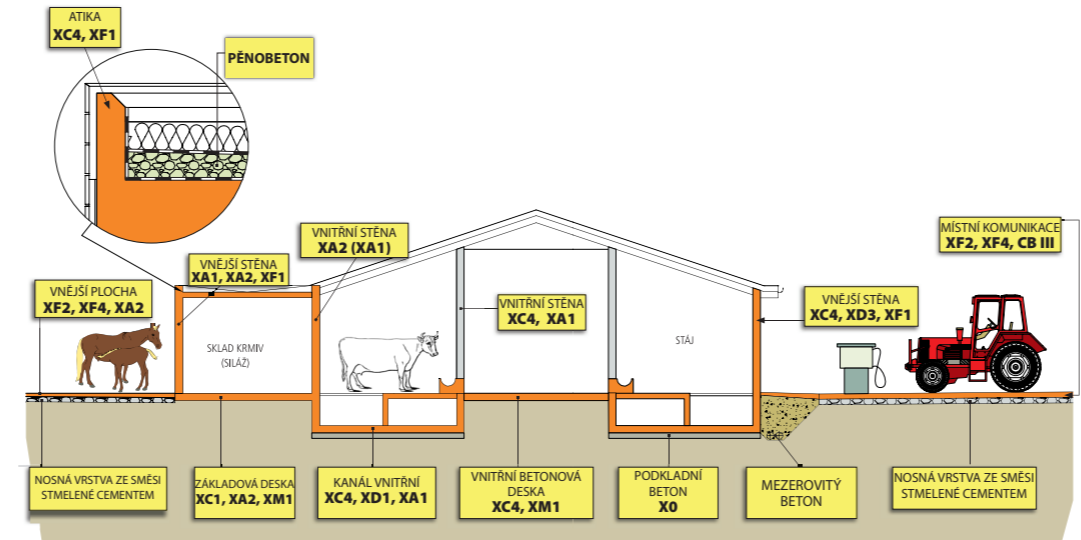 ATIKA
XC4, XF1
PĚNOBETON
VNITŘNÍ STĚNA
XA2 (XA1)
MÍSTNÍ KOMUNIKACE
XF2, XF4, CB III
VNĚJŠÍ STĚNA
XA1, XA2, XF1
VNĚJŠÍ PLOCHA
XF2, XF4, XA2
VNITŘNÍ STĚNA
XC4, XA1
VNĚJŠÍ STĚNA
XC4, XD3, XF1
SKLAD KRMIV
(SILÁŽ)
STÁJ
NOSNÁ VRSTVA ZE SMĚSI
STMELENÉ CEMENTEM
ZÁKLADOVÁ DESKA
XC1, XA2, XM1
KANÁL VNITŘNÍ
XC4, XD1, XA1
VNITŘNÍ BETONOVÁ
DESKA
XC4, XM1
PODKLADNÍ
BETON
X0
MEZEROVITÝ
BETON
NOSNÁ VRSTVA ZE SMĚSI
STMELENÉ CEMENTEM